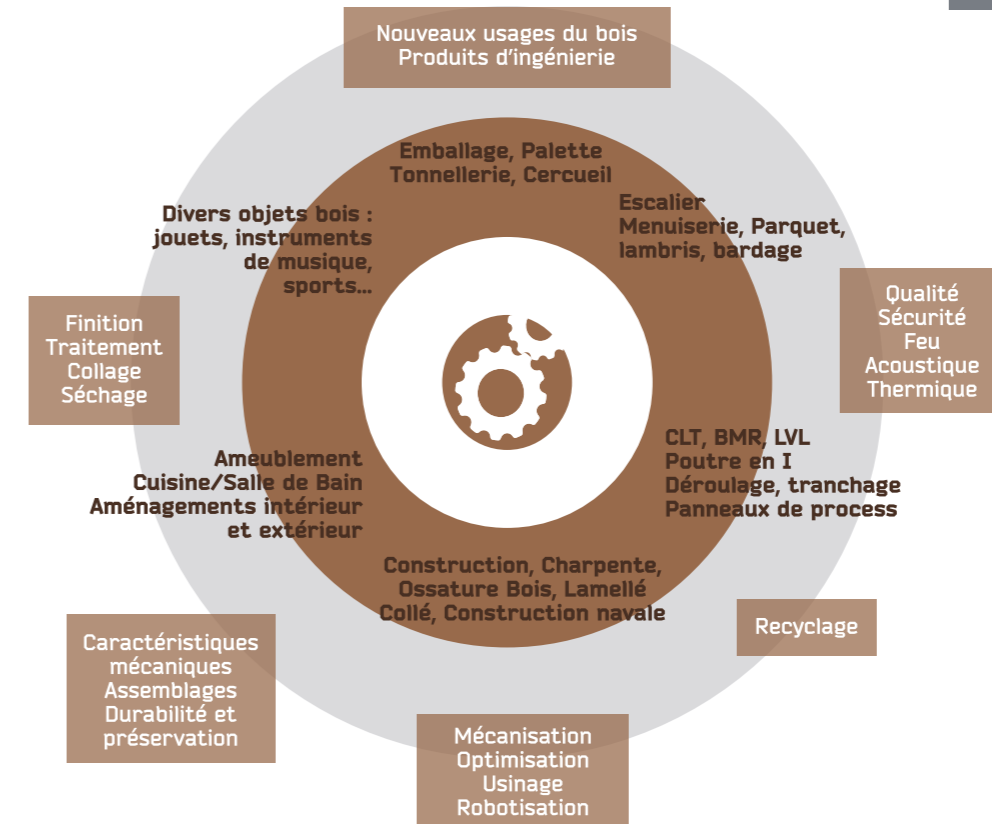 Nouveaux usages du bois
Produits d'ingénierie
Emballage, Palette
Tonnellerie, Cercueil
Escalier
Menuiserie, Parquet,
lambris, bardage
Divers objets bois :
jouets, instruments
de musique,
sports...
Qualité
Sécurité
Feu
Acoustique
Thermique
Finition
Traitement
Collage
Séchage
CLT, BMR, LVL
Poutre en I
Déroulage, tranchage
Panneaux de process
Ameublement
Cuisine/Salle de Bain
Aménagements intérieur
et extérieur
Construction, Charpente,
Ossature Bois, Lamellé
Collé, Construction navale
Recyclage
Caractéristiques
mécaniques
Assemblages
Durabilité et
préservation
Mécanisation
Optimisation
Usinage
Robotisation